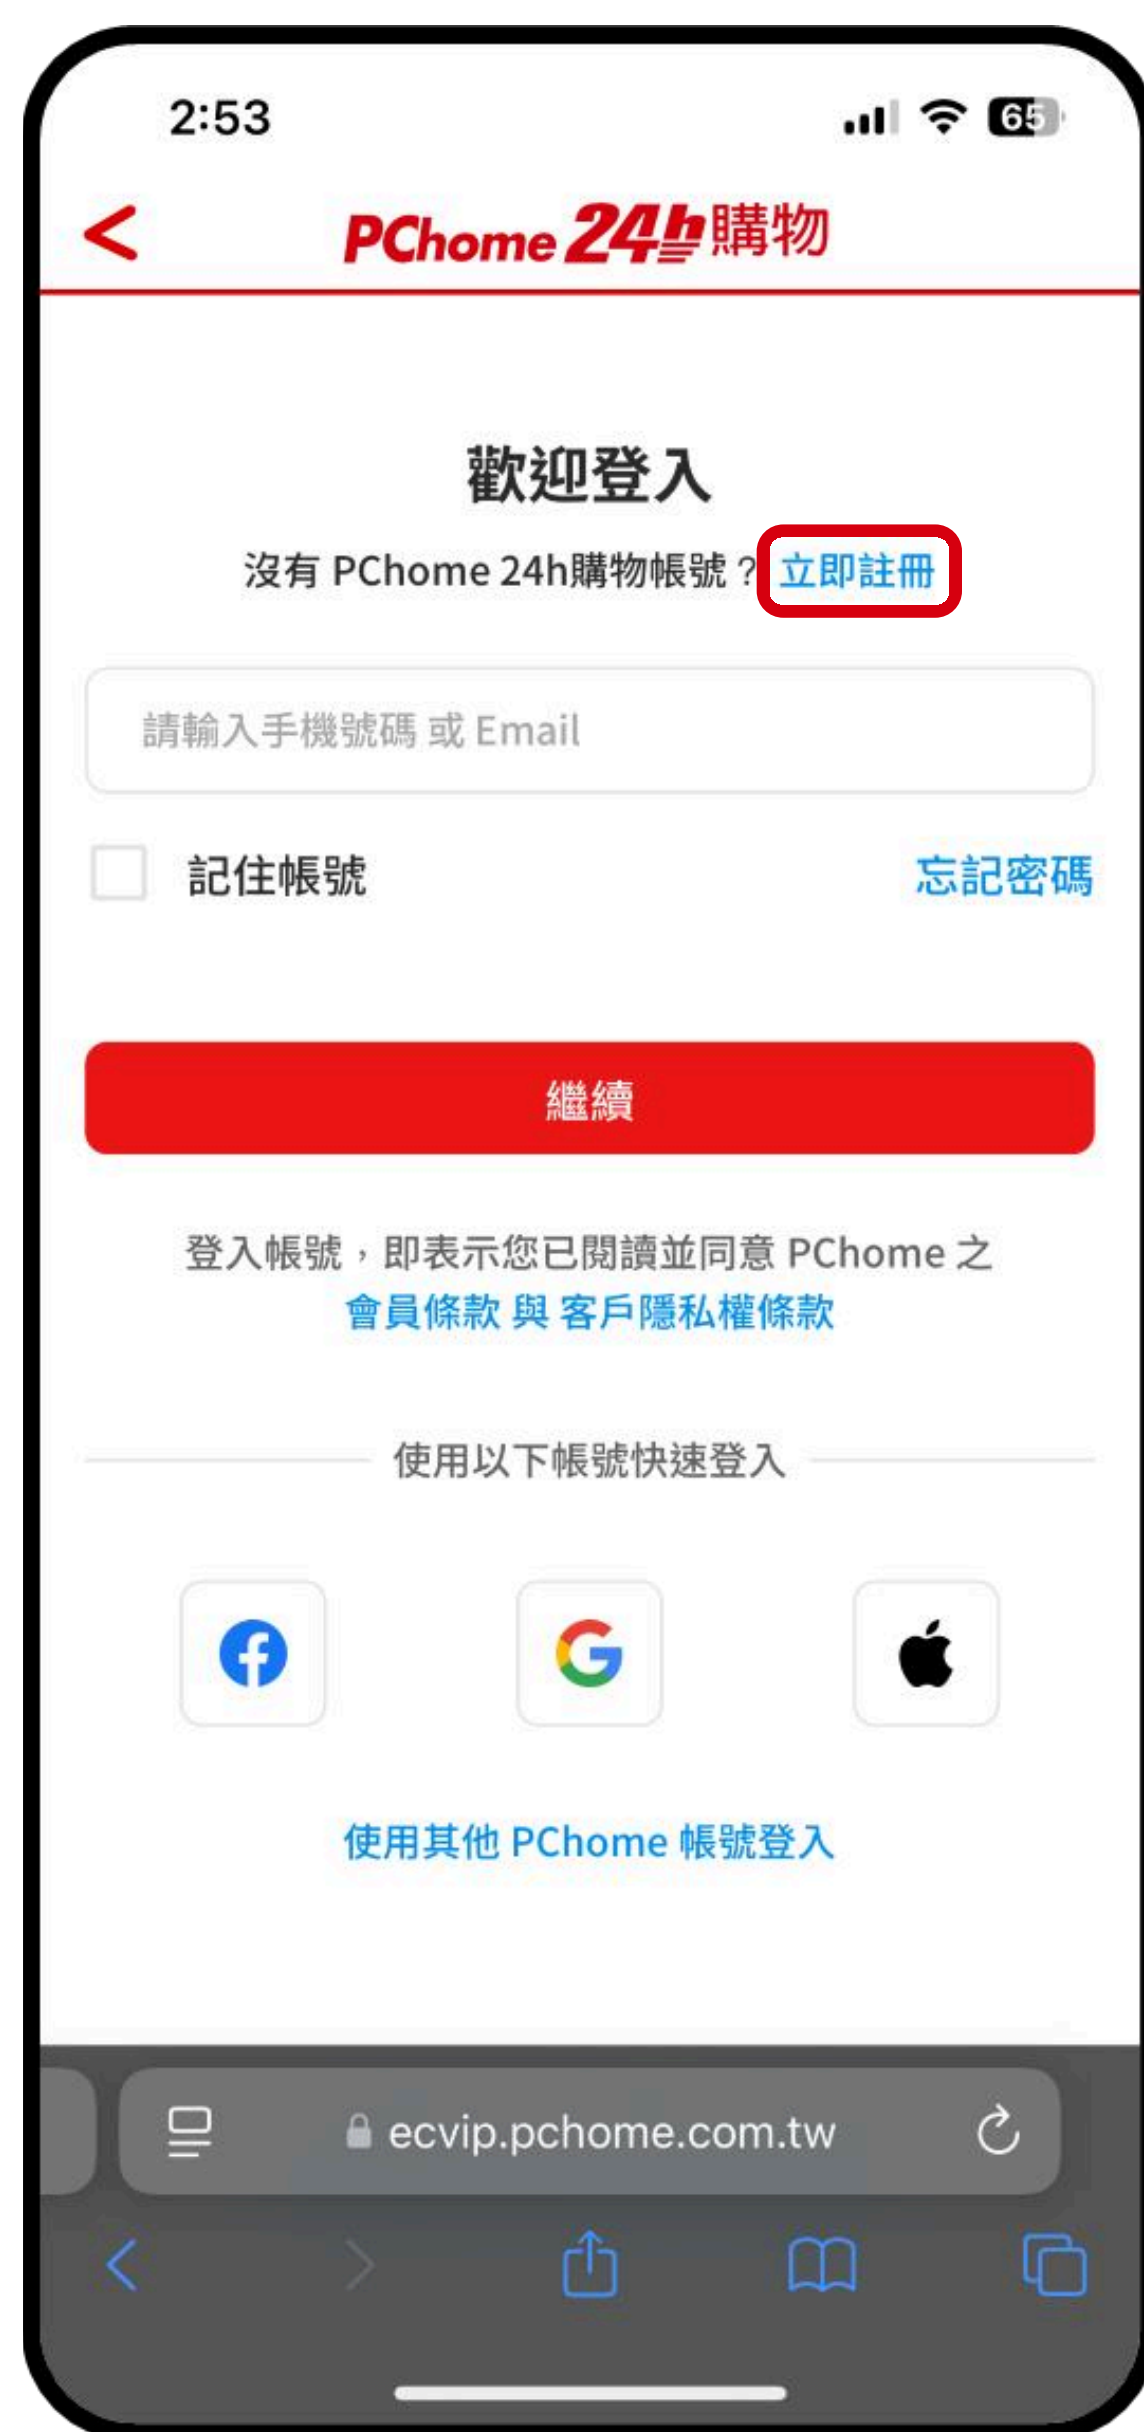 2:53
65
PChome 24h購物
歡迎登入
沒有 PChome 24h購物帳號？ 立即註冊
請輸入手機號碼 或 Email
記住帳號
忘記密碼
繼續
登入帳號，即表示您已閱讀並同意 PChome 之
會員條款 與 客戶隱私權條款
使用以下帳號快速登入
使用其他 PChome 帳號登入
ecvip.pchome.com.tw